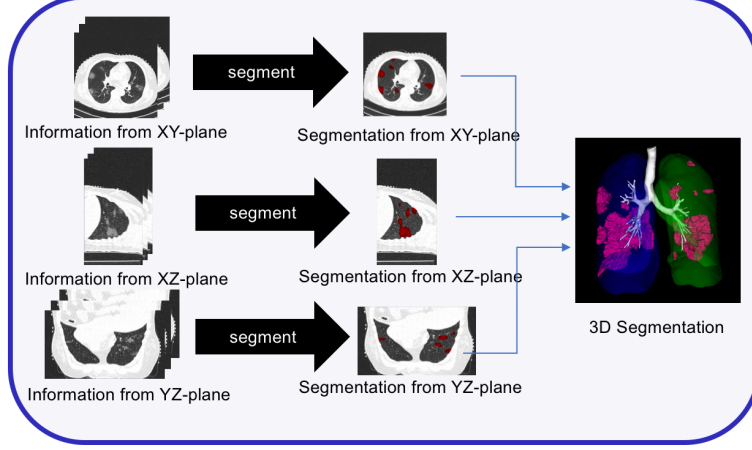 segment
Information from XY-plane
Segmentation from XY-plane
segment
Information from XZ-plane
Segmentation from XZ-plane
segment
Information from YZ-plane
Segmentation from YZ-plane
3D Segmentation